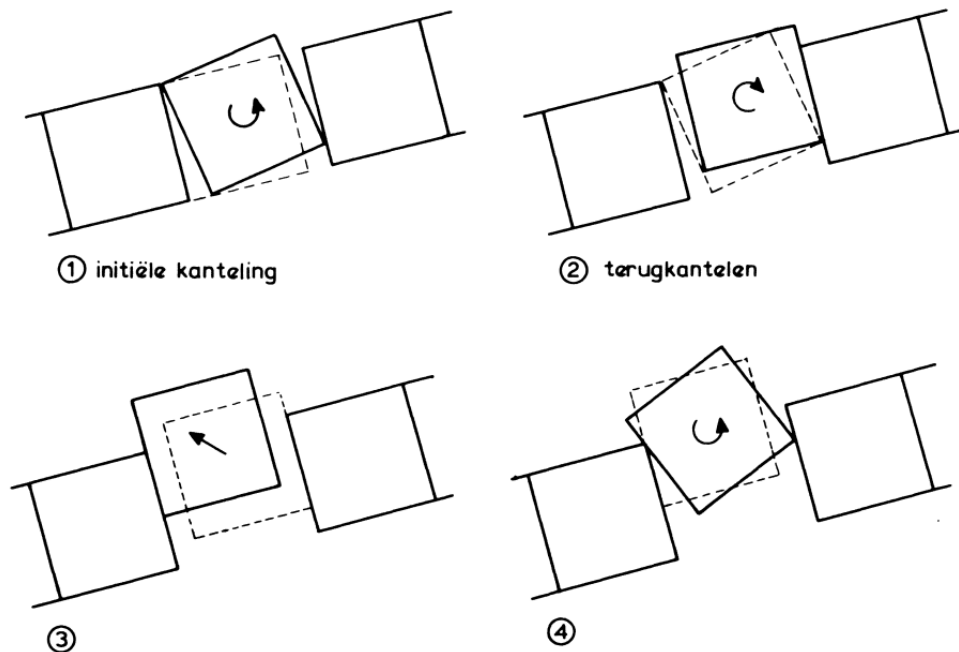 ① initiële kanteling
② terugkantelen
③
④